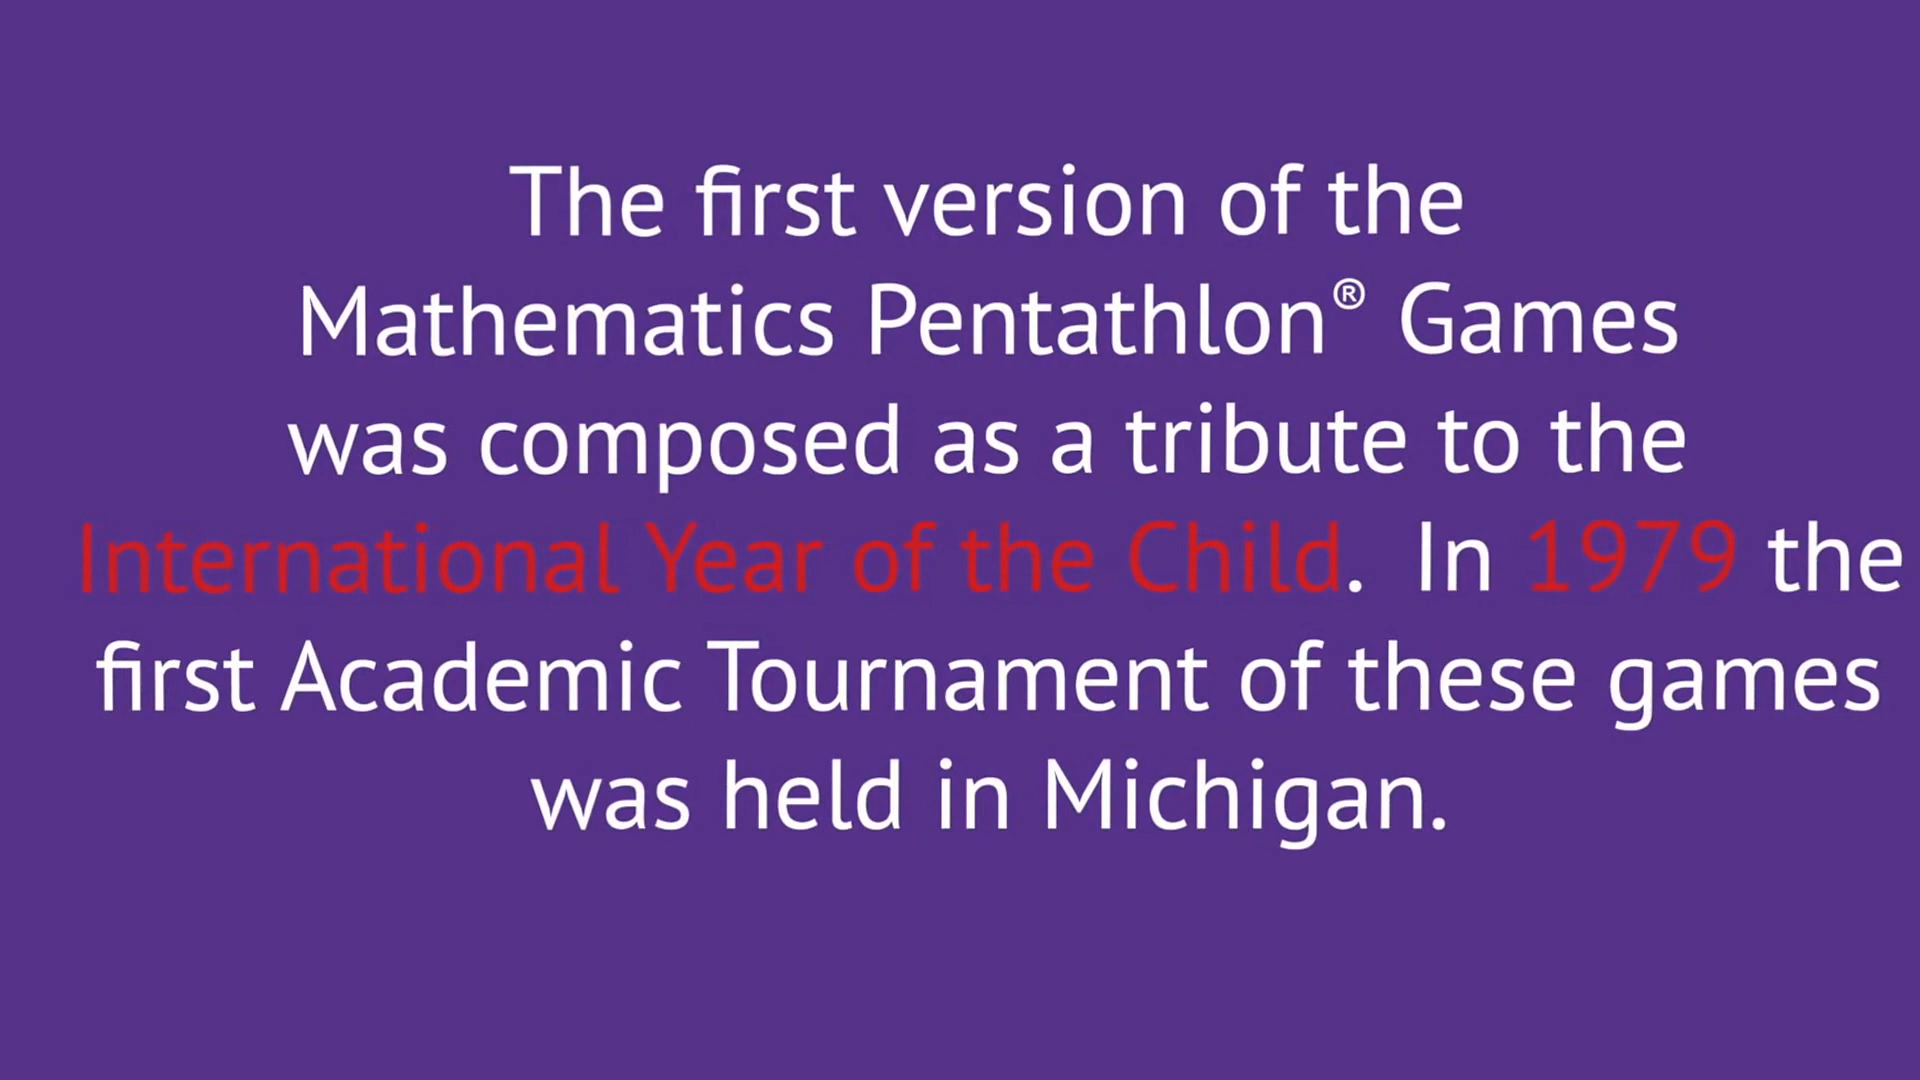 The first version of the
Mathematics Pentathlon® Games
was composed as a tribute to the
International Year of the Child. In 1979 the
first Academic Tournament of these games
was held in Michigan.